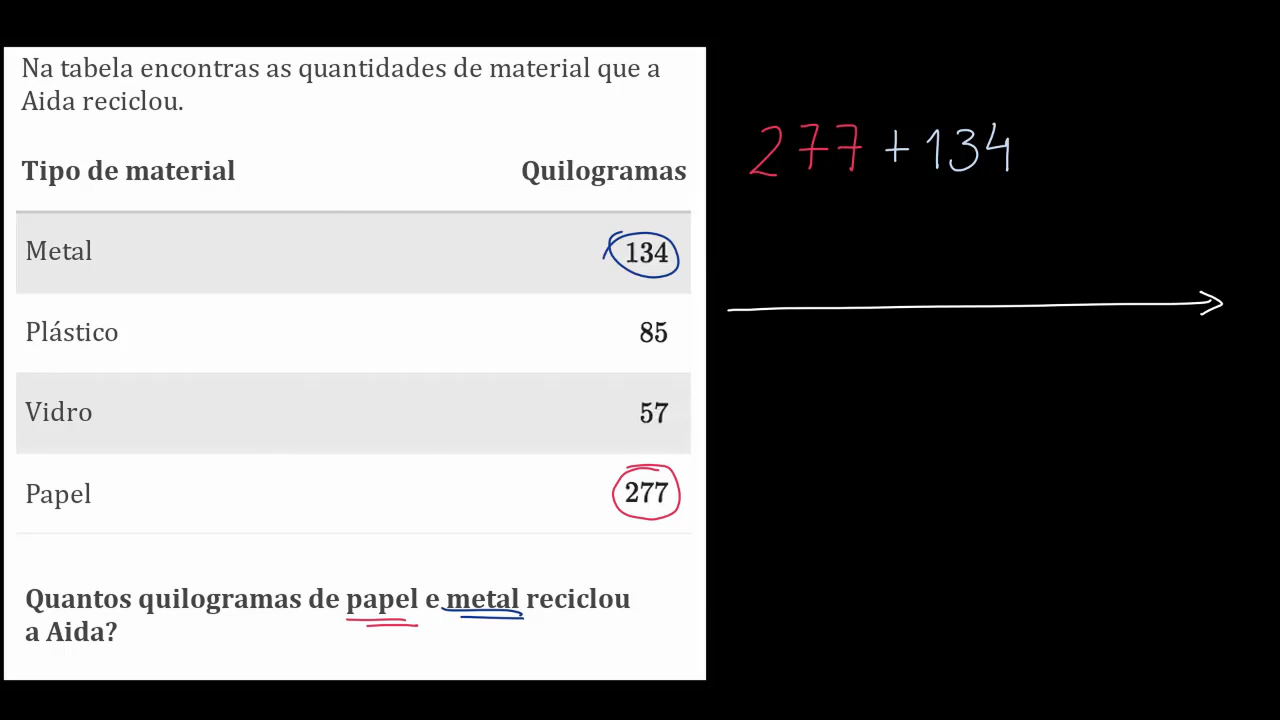 Na tabela encontras as quantidades de material que a
Aida reciclou.
Tipo de material Quilogramas
Metal 134
Plástico 85
Vidro 57
Papel 277
Quantos quilogramas de papel e metal reciclou
a Aida?
277 + 134